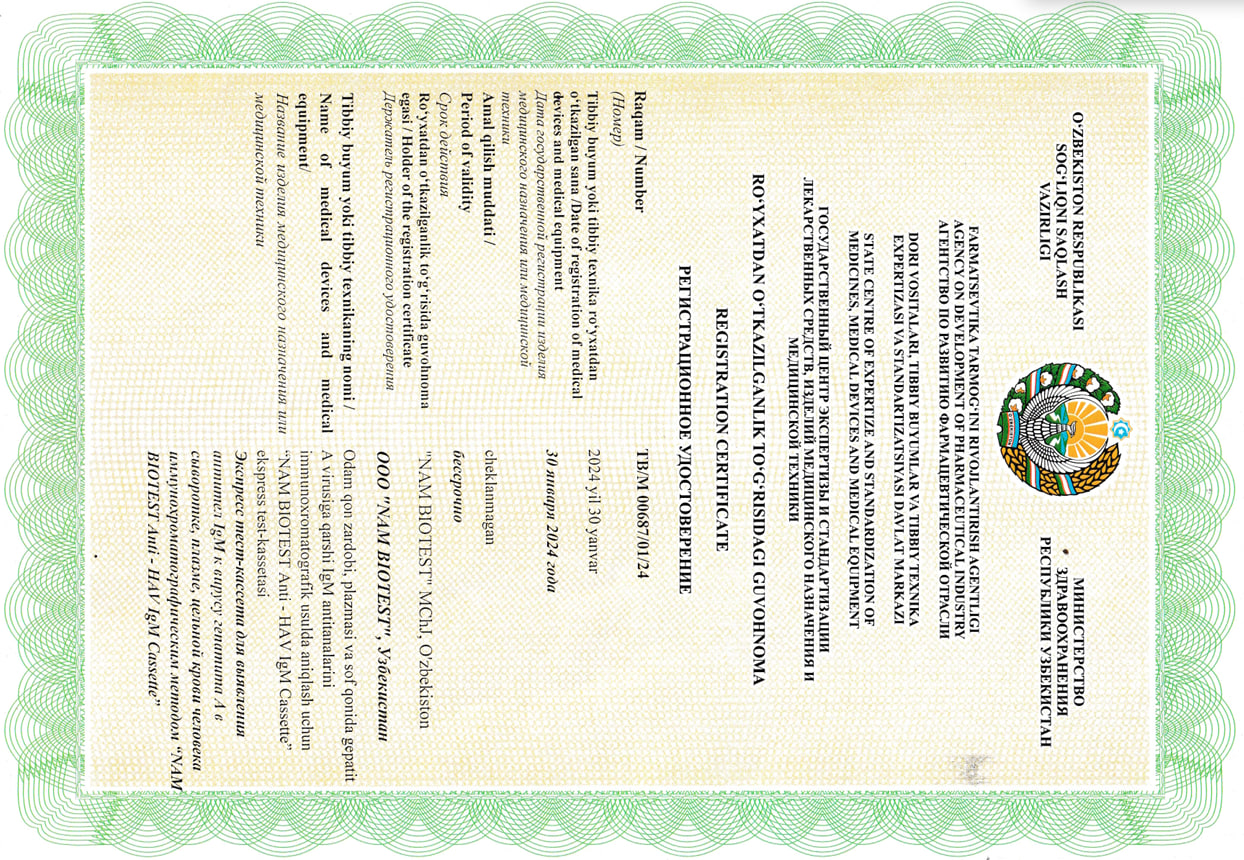 O‘ZBEKISTON RESPUBLIKASI
SOG‘LIQNI SAQLASH
VAZIRLIGI
МИНИСТЕРСТВО
ЗДРАВООХРАНЕНИЯ
РЕСПУБЛИКИ УЗБЕКИСТАН
FARMATSEVTIKA TARMOG‘INI RIVOJLANTIRISH AGENTLIGI
AGENCY ON DEVELOPMENT OF PHARMACEUTICAL INDUSTRY
АГЕНТСТВО ПО РАЗВИТИЮ ФАРМАЦЕВТИЧЕСКОЙ ОТРАСЛИ
DORI VOSITALARI, TIBBIY BUYUMLAR VA TIBBIY TEXNIKA
EXPERTIZASI VA STANDARTIZATSIYASI DAVLAT MARKAZI
STATE CENTRE OF EXPERTIZE AND STANDARDIZATION OF
MEDICINES, MEDICAL DEVICES AND MEDICAL EQUIPMENT
ГОСУДАРСТВЕННЫЙ ЦЕНТР ЭКСПЕРТИЗЫ И СТАНДАРТИЗАЦИИ
ЛЕКАРСТВЕННЫХ СРЕДСТВ, ИЗДЕЛИЙ МЕДИЦИНСКОГО НАЗНАЧЕНИЯ И
МЕДИЦИНСКОЙ ТЕХНИКИ
RO‘YXATDAN O‘TKAZILGANLIK TO‘G‘RISIDAGI GUVOHNOMA
REGISTRATION CERTIFICATE
РЕГИСТРАЦИОННОЕ УДОСТОВЕРЕНИЕ
Raqam / Number
(Номер)
TB/M 00687/01/24
Tibbiy buyum yoki tibbiy texnika ro‘yxatdan
o‘tkazilgan sana /Date of registration of medical
devices and medical equipment
Дата государственной регистрации изделия
медицинского назначения или медицинской
техники
2024 yil 30 yanvar
30 января 2024 года
Amal qilish muddati /
Period of validity
Срок действия
cheklanmagan
бессрочно
Ro‘yxatdan o‘tkazilganlik to‘g‘risida guvohnoma
egasi / Holder of the registration certificate
Держатель регистрационного удостоверения
"NAM BIOTEST" MChJ, O'zbekiston
ООО "NAM BIOTEST", Узбекистан
Tibbiy buyum yoki tibbiy texnikaning nomi /
Name of medical devices and medical
equipment/
Название изделия медицинского назначения или
медицинской техники
Odam qon zardobi, plazmasi va sof qonida gepatit
A virusiga qarshi IgM antitanalarini
immunoxromatografik usulda aniqlash uchun
“NAM BIOTEST Anti - HAV IgM Cassette”
ekspress test-kassetasi
Экспресс тест-кассета для выявления
антител IgM к вирусу гепатита А в
сыворотке, плазме, цельной крови человека
иммунохроматографическим методом “NAM
BIOTEST Anti - HAV IgM Cassette”